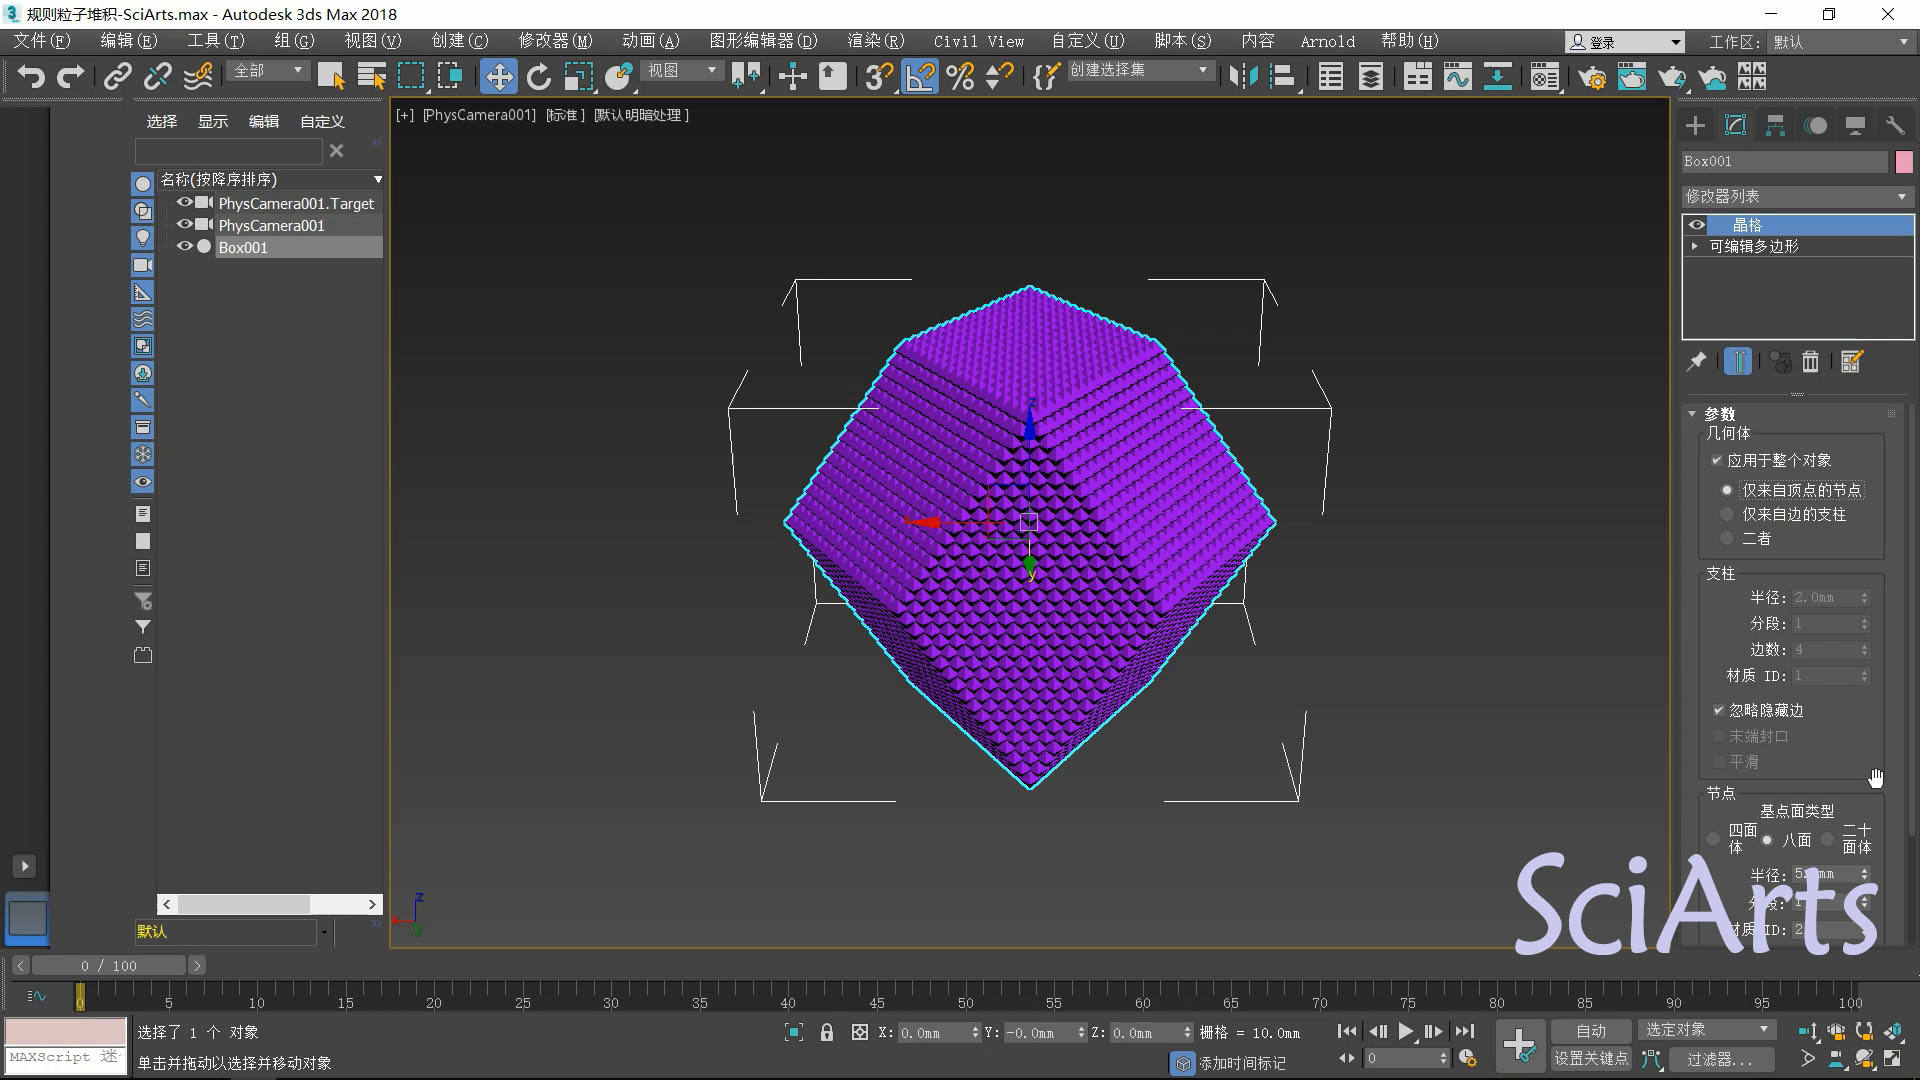 规则粒子堆积-SciArts.max - Autodesk 3ds Max 2018
文件(F) 编辑(E) 工具(T) 组(G) 视图(V) 创建(C) 修改器(M) 动画(A) 图形编辑器(D) 渲染(R) Civil View 自定义(U) 脚本(S) 内容 Arnold 帮助(H) 登录 工作区: 默认
全部 视图 创建选择集
[+] [PhysCamera001] [标准] [默认明暗处理]
选择 显示 编辑 自定义
名称(按降序排序)
PhysCamera001.Target
PhysCamera001
Box001
默认
Box001
修改器列表
晶格
可编辑多边形
参数
几何体
应用于整个对象
仅来自顶点的节点
仅来自边的支柱
二者
支柱
半径: 2.0mm
分段: 1
边数: 4
材质 ID: 1
忽略隐藏边
末端封口
平滑
节点
基点面类型
四面体 八面 二十面体
半径:
材质 ID: 2
SciArts
z
x
y
z
x
y
0 / 100
0 5 10 15 20 25 30 35 40 45 50 55 60 65 70 75 80 85 90 95 100
选择了 1 个 对象
X: 0.0mm Y: -0.0mm Z: 0.0mm 栅格 = 10.0mm
自动 选定对象
MAXScript 迷
单击并拖动以选择并移动对象
添加时间标记
0
设置关键点 过滤器...